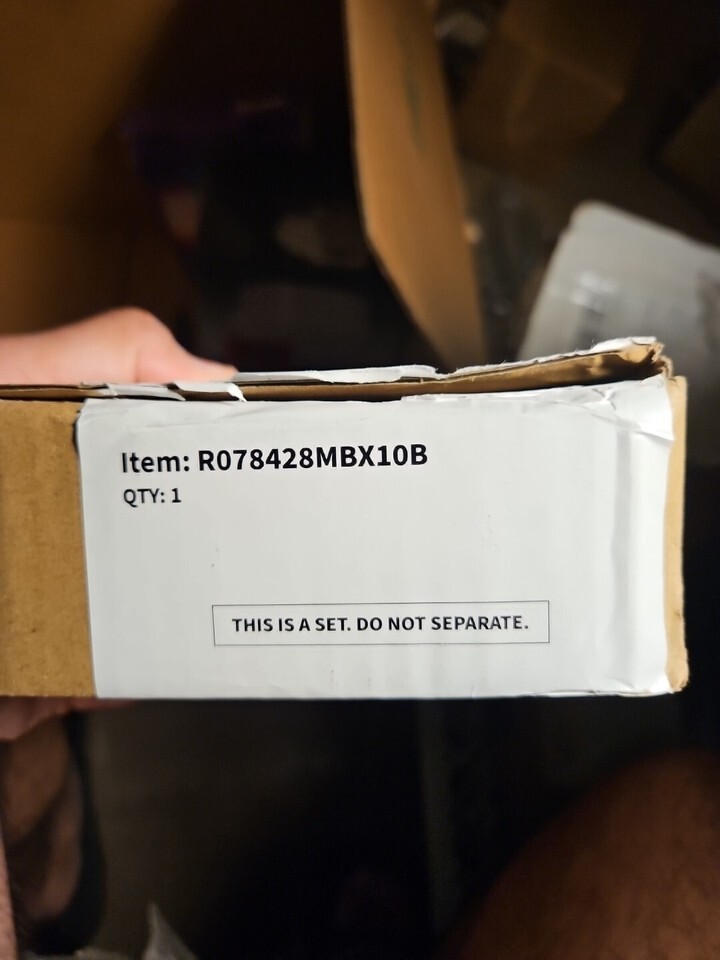 Item: R078428MBX10B
QTY: 1
THIS IS A SET. DO NOT SEPARATE.